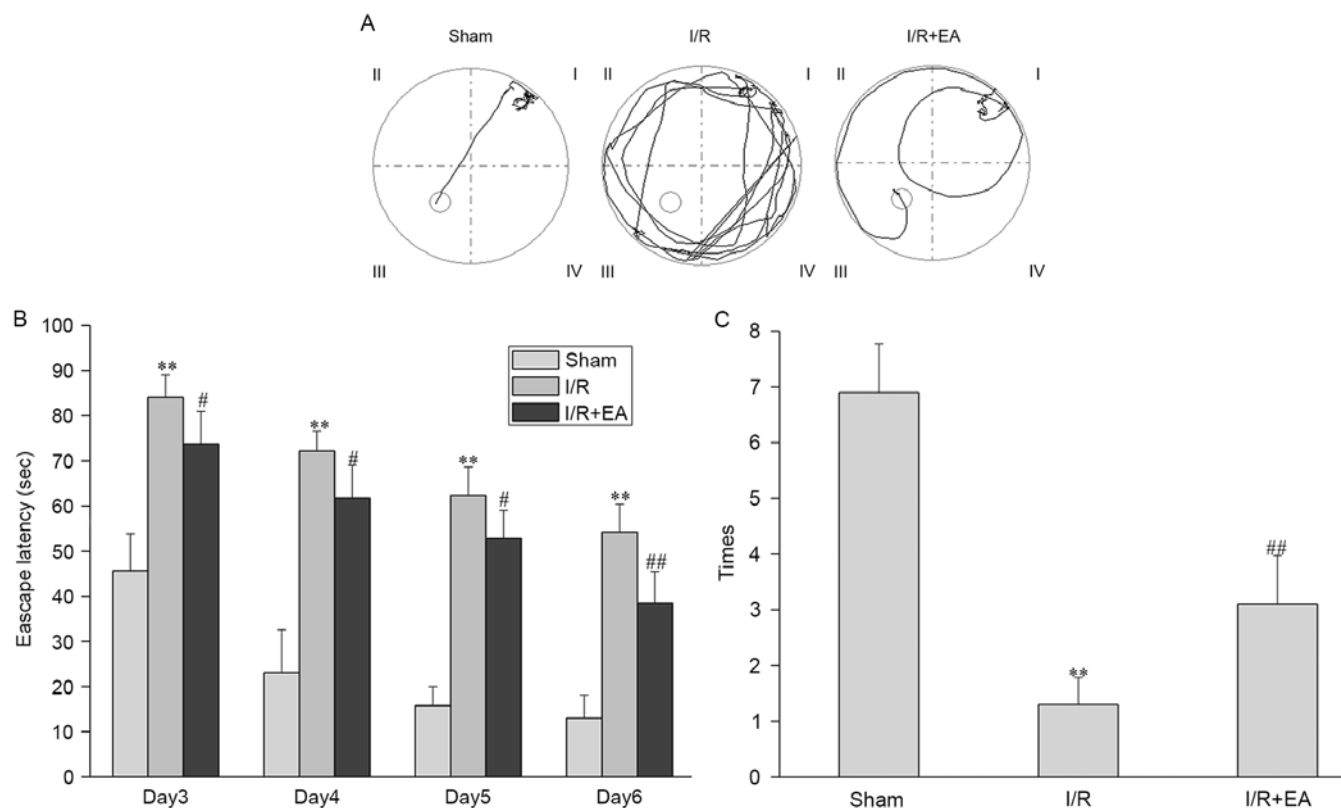 A
Sham
I/R
I/R+EA
II
I
II
I
II
I
III
IV
III
IV
III
IV
B
Eascape latency (sec)
100
90
80
70
60
50
40
30
20
10
0
Sham
I/R
I/R+EA
**
#
**
#
**
#
**
##
Day3
Day4
Day5
Day6
C
Times
8
7
6
5
4
3
2
1
0
**
##
Sham
I/R
I/R+EA